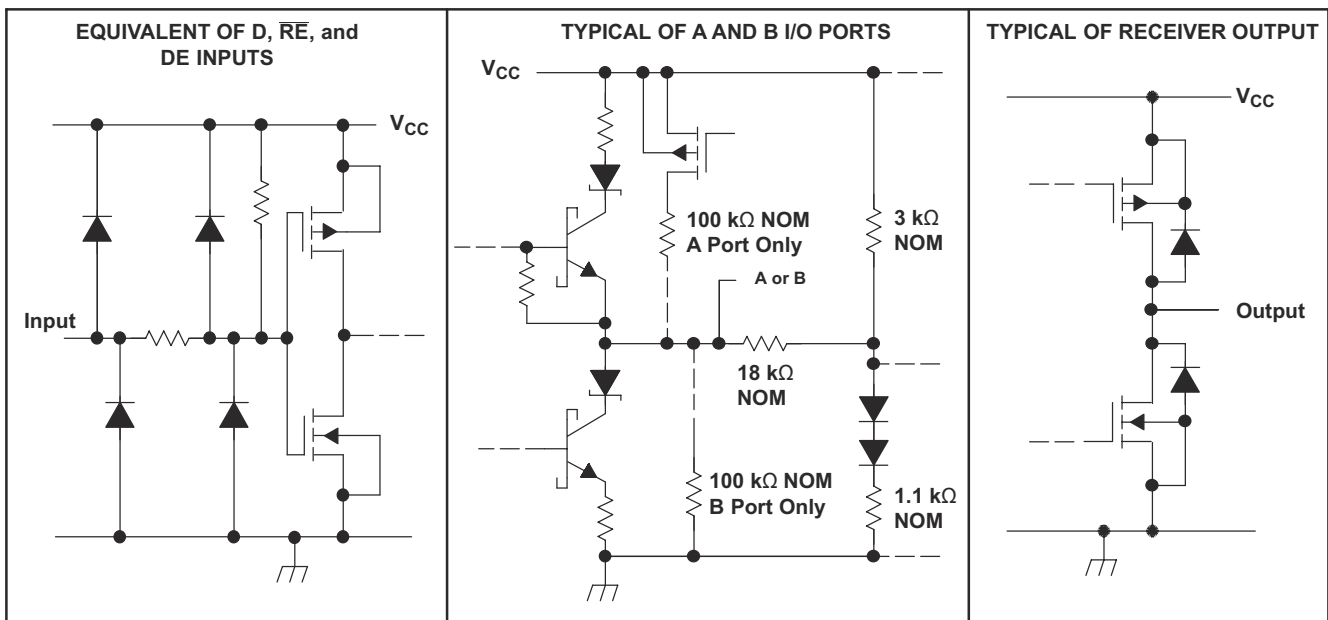 EQUIVALENT OF D, R̅E̅, and
DE INPUTS
VCC
Input
TYPICAL OF A AND B I/O PORTS
VCC
100 kΩ NOM
A Port Only
3 kΩ
NOM
A or B
18 kΩ
NOM
100 kΩ NOM
B Port Only
1.1 kΩ
NOM
TYPICAL OF RECEIVER OUTPUT
VCC
Output